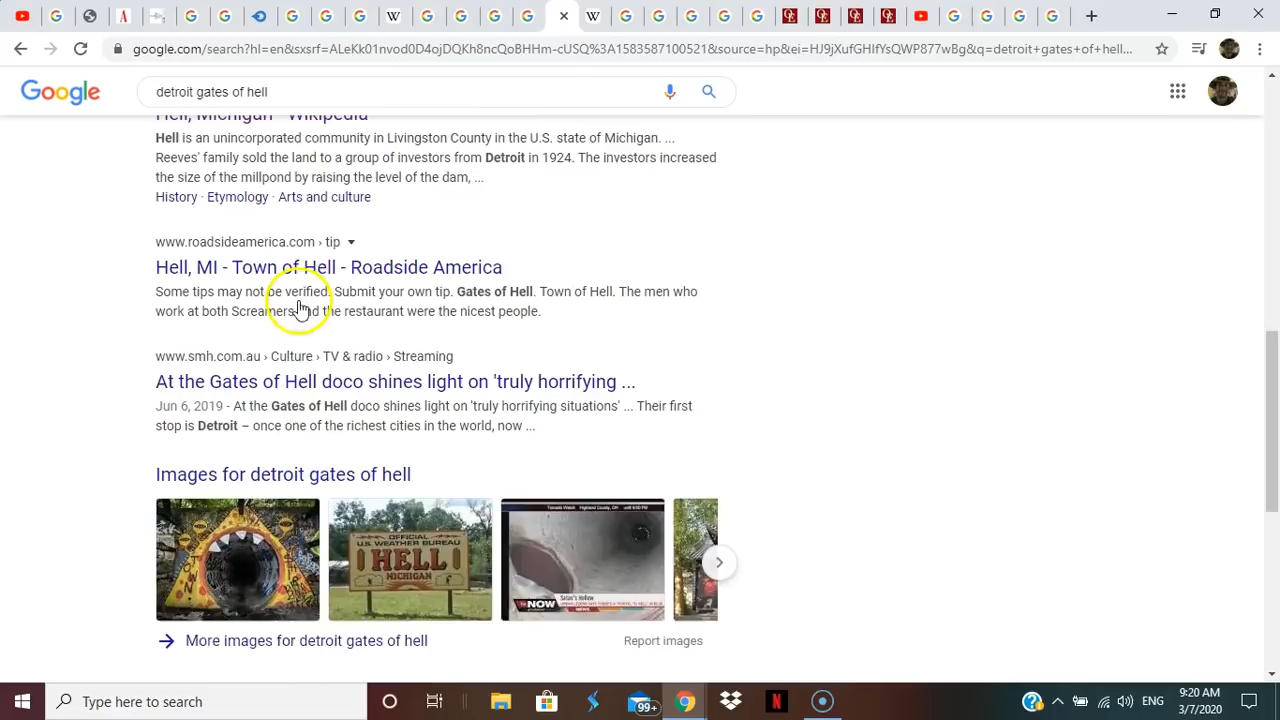 google.com/search?hl=en&sxsrf=ALeKk01nvod0D4ojDQKh8ncQoBHHm-cUSQ%3A1583587100521&source=hp&ei=HJ9jXufGHIfYsQWP877wBg&q=detroit+gates+of+hell...
Google
detroit gates of hell
Hell, Michigan - Wikipedia
Hell is an unincorporated community in Livingston County in the U.S. state of Michigan. ...
Reeves' family sold the land to a group of investors from Detroit in 1924. The investors increased
the size of the millpond by raising the level of the dam, ...
History · Etymology · Arts and culture
www.roadsideamerica.com › tip
Hell, MI - Town of Hell - Roadside America
Some tips may not be verified. Submit your own tip. Gates of Hell. Town of Hell. The men who
work at both Screamers and the restaurant were the nicest people.
www.smh.com.au › Culture › TV & radio › Streaming
At the Gates of Hell doco shines light on 'truly horrifying ...
Jun 6, 2019 - At the Gates of Hell doco shines light on 'truly horrifying situations' ... Their first
stop is Detroit – once one of the richest cities in the world, now ...
Images for detroit gates of hell
OFFICIAL
U.S. WEATHER BUREAU
HELL
MICHIGAN
Tornado Watch Highland County, OH
Satan's Hollow
NOW
More images for detroit gates of hell
Report images
Type here to search
99+
N
ENG
9:20 AM
3/7/2020